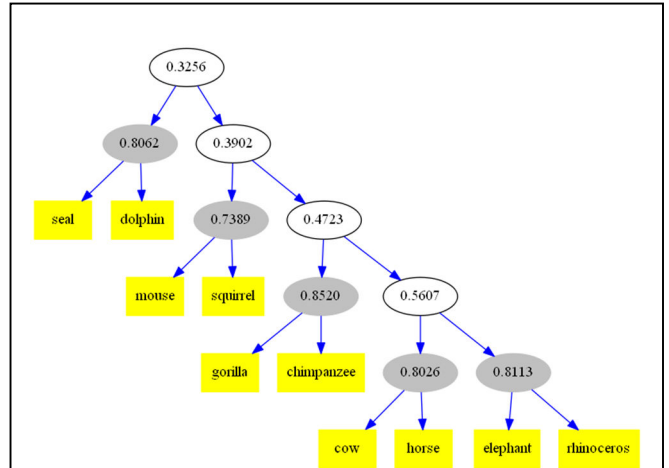 0.3256
0.8062 0.3902
seal dolphin 0.7389 0.4723
mouse squirrel 0.8520 0.5607
gorilla chimpanzee 0.8026 0.8113
cow horse elephant rhinoceros